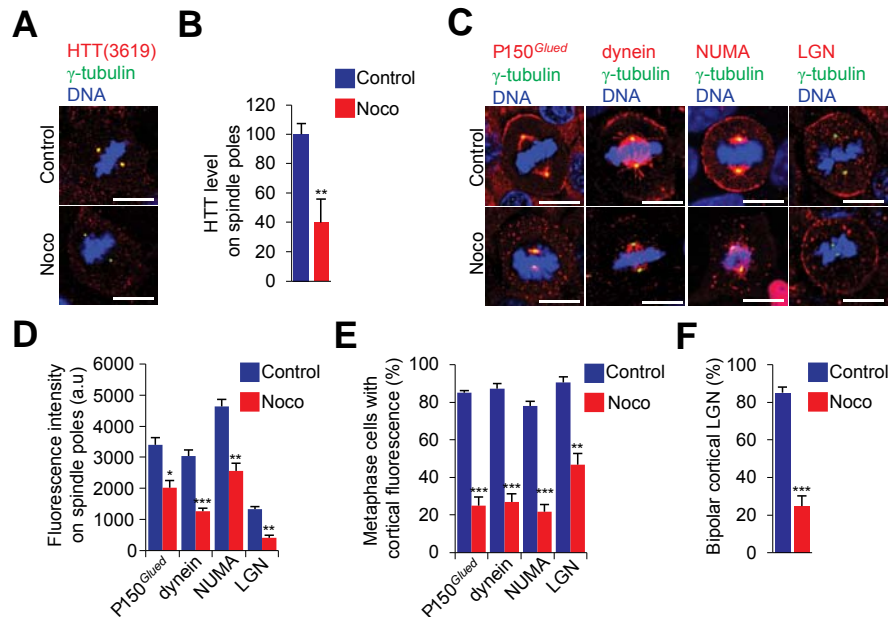 A
HTT(3619)
γ-tubulin
DNA
Control
Noco
B
Control
Noco
HTT level
on spindle poles
120
100
80
60
40
20
0
**
C
P150Glued
γ-tubulin
DNA
dynein
γ-tubulin
DNA
NUMA
γ-tubulin
DNA
LGN
γ-tubulin
DNA
Control
Noco
D
Fluorescence intensity
on spindle poles (a.u)
6000
5000
4000
3000
2000
1000
0
Control
Noco
*
***
**
**
P150Glued
dynein
NUMA
LGN
E
Metaphase cells with
cortical fluorescence (%)
100
80
60
40
20
0
Control
Noco
***
***
***
**
P150Glued
dynein
NUMA
LGN
F
Bipolar cortical LGN (%)
100
80
60
40
20
0
Control
Noco
***